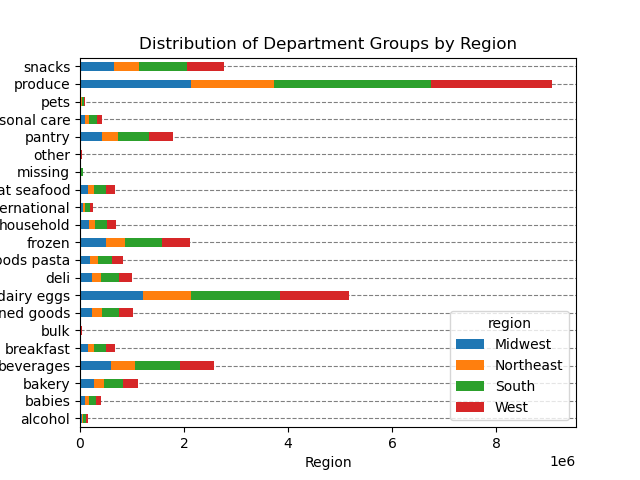 Distribution of Department Groups by Region
snacks
produce
pets
sonal care
pantry
other
missing
at seafood
ernational
household
frozen
oods pasta
deli
dairy eggs
ned goods
bulk
breakfast
beverages
bakery
babies
alcohol
region
Midwest
Northeast
South
West
0 2 4 6 8
1e6
Region